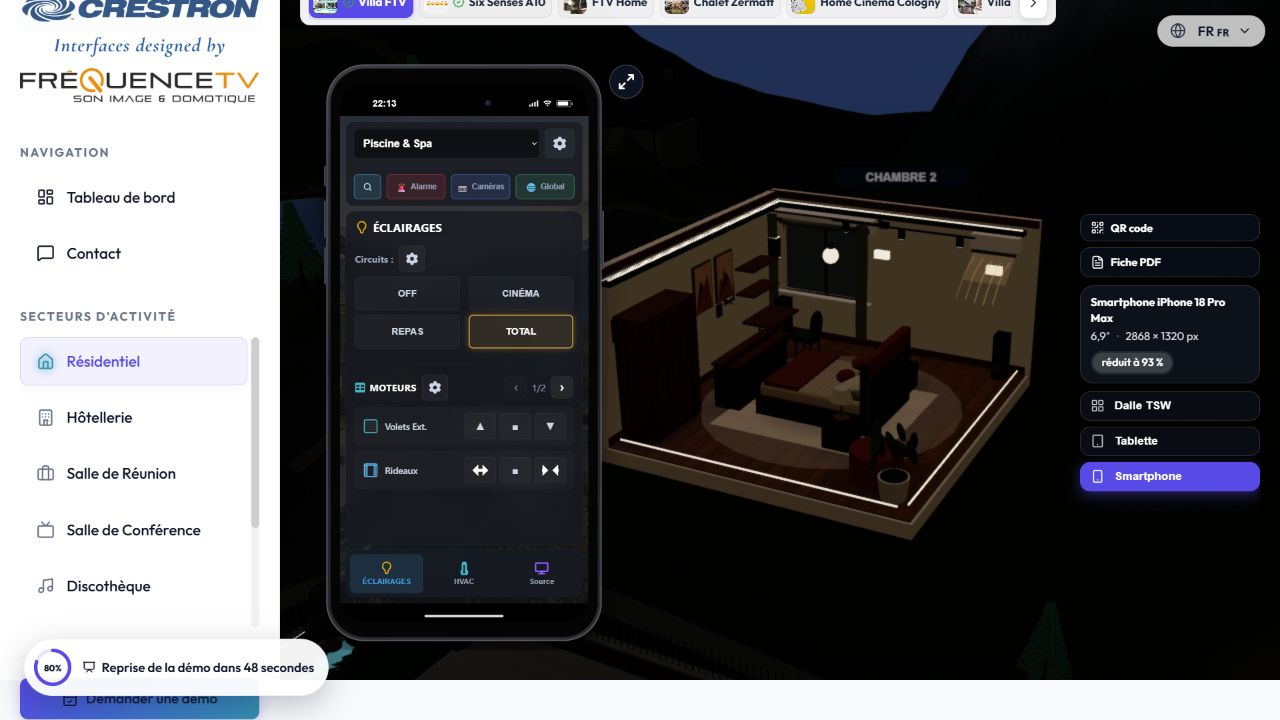 CRESTRON
Interfaces designed by
FRÉQUENCETV
SON IMAGE & DOMOTIQUE
NAVIGATION
Tableau de bord
Contact
SECTEURS D'ACTIVITÉ
Résidentiel
Hôtellerie
Salle de Réunion
Salle de Conférence
Discothèque
80%
Reprise de la démo dans 48 secondes
Demander une démo
Villa FTV
Six Senses A10
FTV Home
Chalet Zermatt
Home Cinema Cologny
Villa
FR FR
22:13
Piscine & Spa
Alarme
Caméras
Global
ÉCLAIRAGES
Circuits :
OFF
CINÉMA
REPAS
TOTAL
MOTEURS
1/2
Volets Ext.
Rideaux
ÉCLAIRAGES
HVAC
Source
CHAMBRE 2
QR code
Fiche PDF
Smartphone iPhone 18 Pro
Max
6,9" · 2868 × 1320 px
réduit à 93 %
Dalle TSW
Tablette
Smartphone